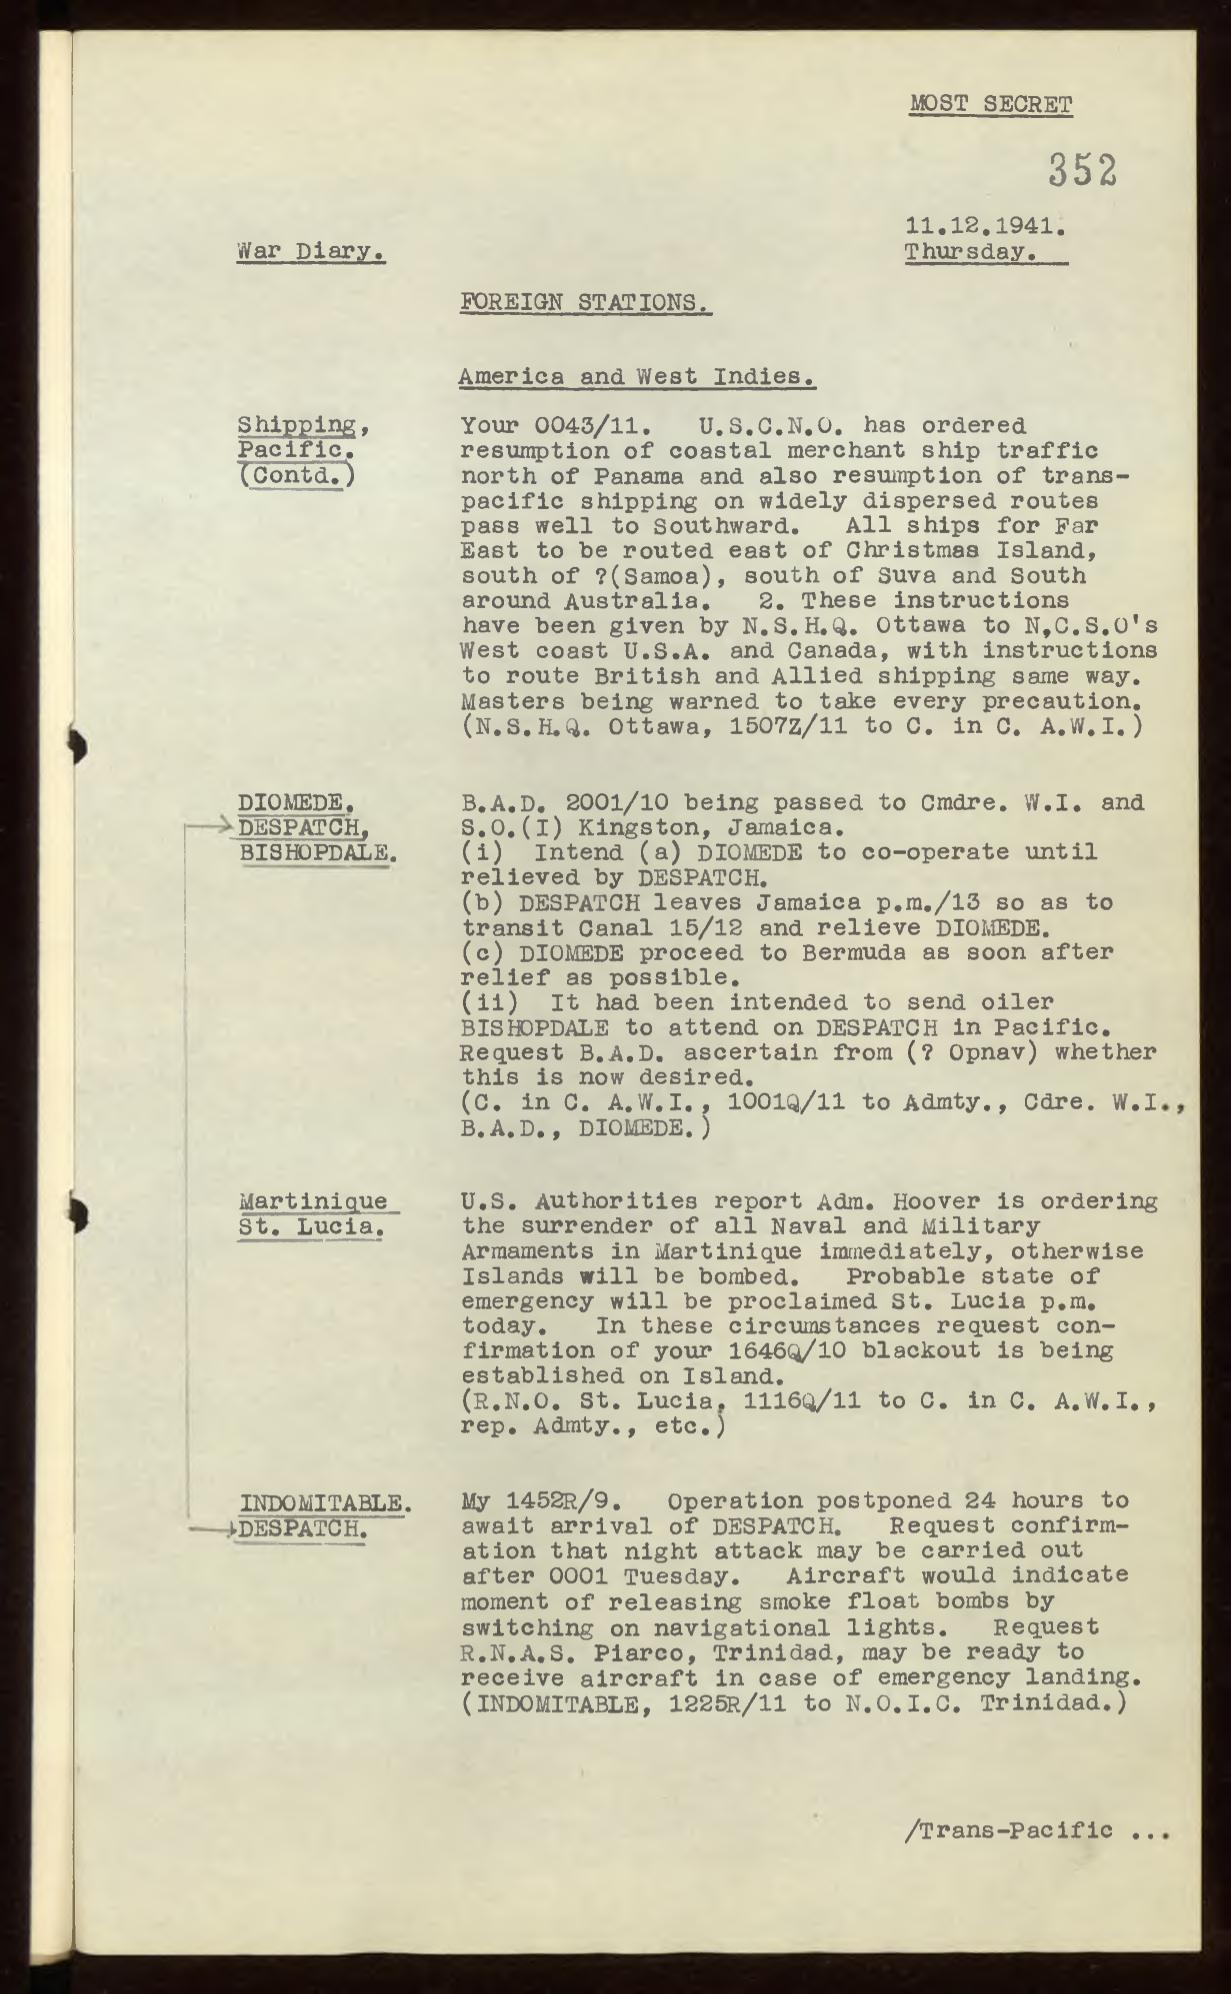 MOST SECRET
352
11.12.1941.
War Diary.
Thursday.
FOREIGN STATIONS.
America and West Indies.
Shipping,
Pacific.
(Contd.)
Your 0043/11. U.S.C.N.O. has ordered
resumption of coastal merchant ship traffic
north of Panama and also resumption of trans-
pacific shipping on widely dispersed routes
pass well to Southward. All ships for Far
East to be routed east of Christmas Island,
south of ?(Samoa), south of Suva and South
around Australia. 2. These instructions
have been given by N.S.H.Q. Ottawa to N,C.S.O's
West coast U.S.A. and Canada, with instructions
to route British and Allied shipping same way.
Masters being warned to take every precaution.
(N.S.H.Q. Ottawa, 1507Z/11 to C. in C. A.W.I.)
DIOMEDE.
DESPATCH,
BISHOPDALE.
B.A.D. 2001/10 being passed to Cmdre. W.I. and
S.O.(I) Kingston, Jamaica.
(i) Intend (a) DIOMEDE to co-operate until
relieved by DESPATCH.
(b) DESPATCH leaves Jamaica p.m./13 so as to
transit Canal 15/12 and relieve DIOMEDE.
(c) DIOMEDE proceed to Bermuda as soon after
relief as possible.
(ii) It had been intended to send oiler
BISHOPDALE to attend on DESPATCH in Pacific.
Request B.A.D. ascertain from (? Opnav) whether
this is now desired.
(C. in C. A.W.I., 1001Q/11 to Admty., Cdre. W.I.,
B.A.D., DIOMEDE.)
Martinique
St. Lucia.
U.S. Authorities report Adm. Hoover is ordering
the surrender of all Naval and Military
Armaments in Martinique immediately, otherwise
Islands will be bombed. Probable state of
emergency will be proclaimed St. Lucia p.m.
today. In these circumstances request con-
firmation of your 1646Q/10 blackout is being
established on Island.
(R.N.O. St. Lucia, 1116Q/11 to C. in C. A.W.I.,
rep. Admty., etc.)
INDOMITABLE.
DESPATCH.
My 1452R/9. Operation postponed 24 hours to
await arrival of DESPATCH. Request confirm-
ation that night attack may be carried out
after 0001 Tuesday. Aircraft would indicate
moment of releasing smoke float bombs by
switching on navigational lights. Request
R.N.A.S. Piarco, Trinidad, may be ready to
receive aircraft in case of emergency landing.
(INDOMITABLE, 1225R/11 to N.O.I.C. Trinidad.)
/Trans-Pacific ...